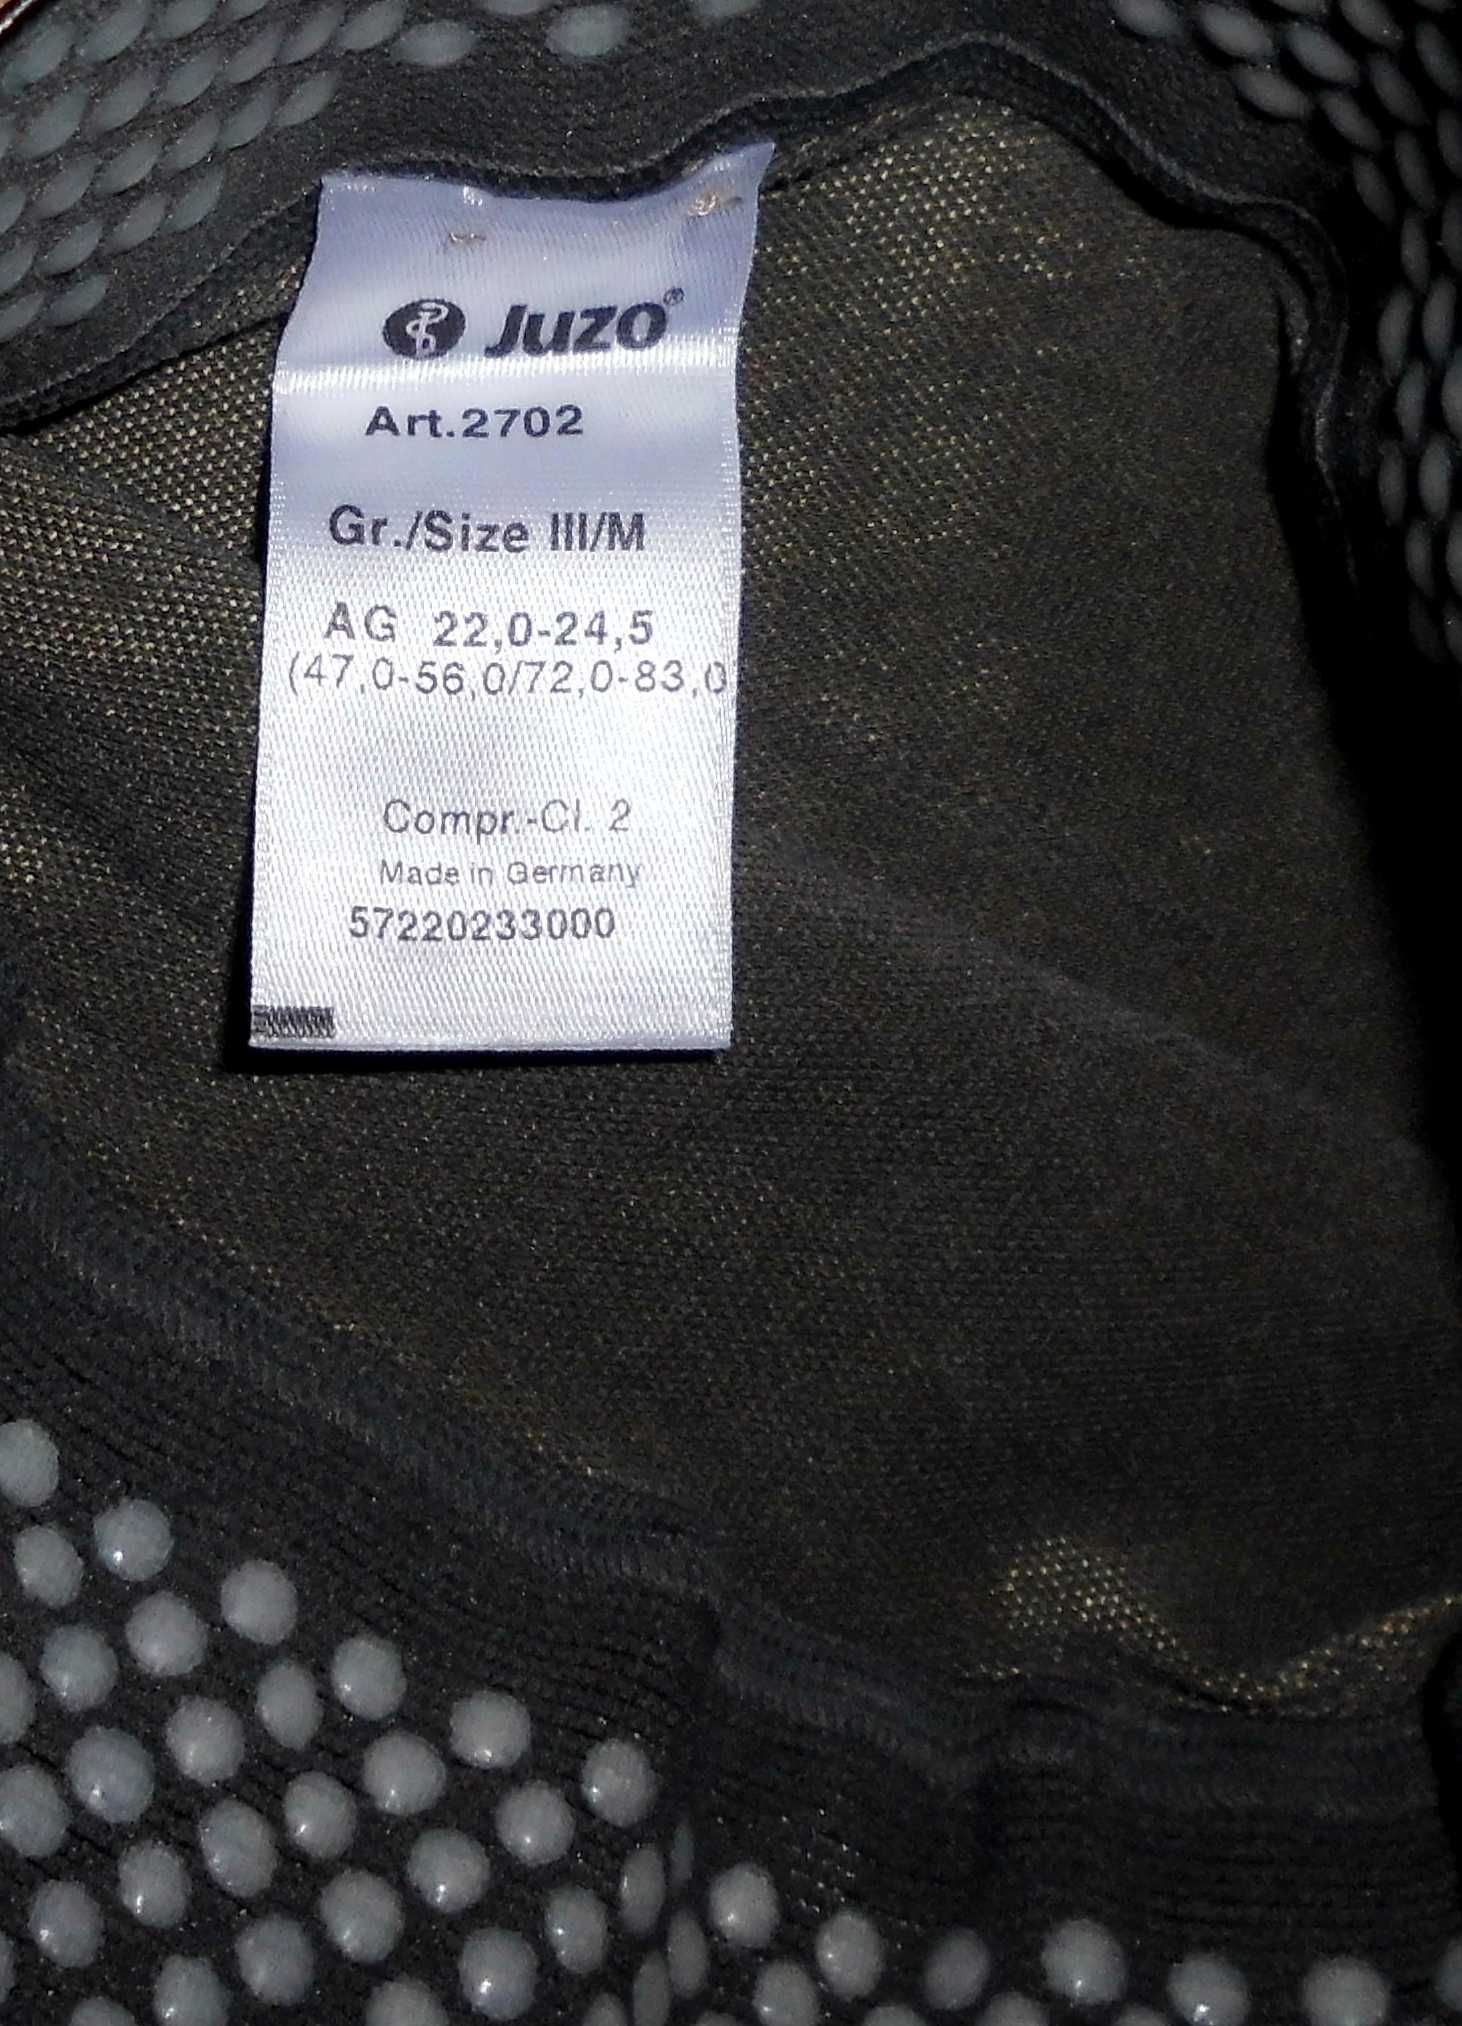 Juzo®
Art.2702
Gr./Size III/M
AG 22,0-24,5
(47,0-56,0/72,0-83,0
Compr.-Cl. 2
Made in Germany
57220233000